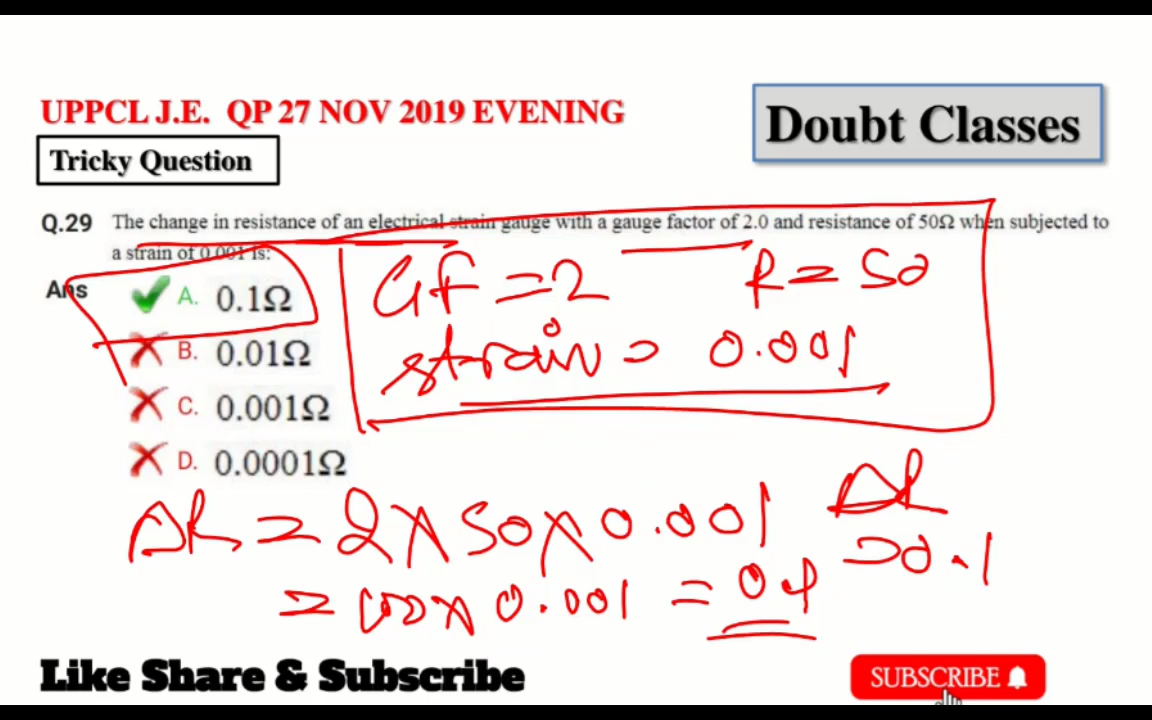 UPPCL J.E. QP 27 NOV 2019 EVENING
Doubt Classes
Tricky Question
Q.29 The change in resistance of an electrical strain gauge with a gauge factor of 2.0 and resistance of 50Ω when subjected to
a strain of 0.001 is:
Ans
A. 0.1Ω
B. 0.01Ω
C. 0.001Ω
D. 0.0001Ω
GF = 2 R = 50
strain = 0.001
ΔR = 2 X 50 X 0.001
= 100 X 0.001 = 0.1
ΔR
= 0.1
Like Share & Subscribe
SUBSCRIBE